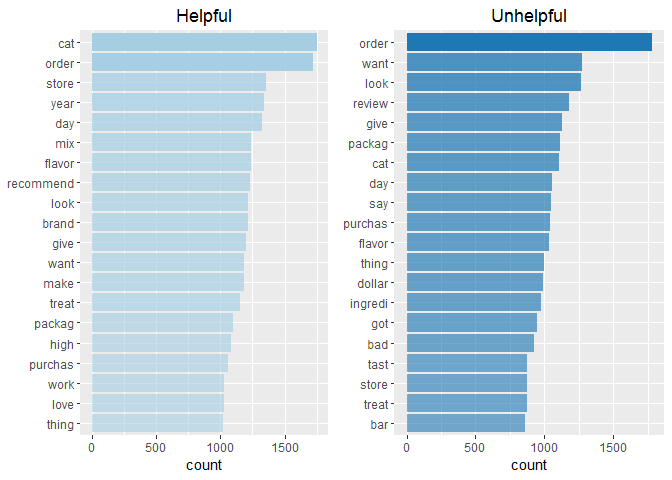 Helpful
cat
order
store
year
day
mix
flavor
recommend
look
brand
give
want
make
treat
packag
high
purchas
work
love
thing
0 500 1000 1500
count
Unhelpful
order
want
look
review
give
packag
cat
day
say
purchas
flavor
thing
dollar
ingredi
got
bad
tast
store
treat
bar
0 500 1000 1500
count